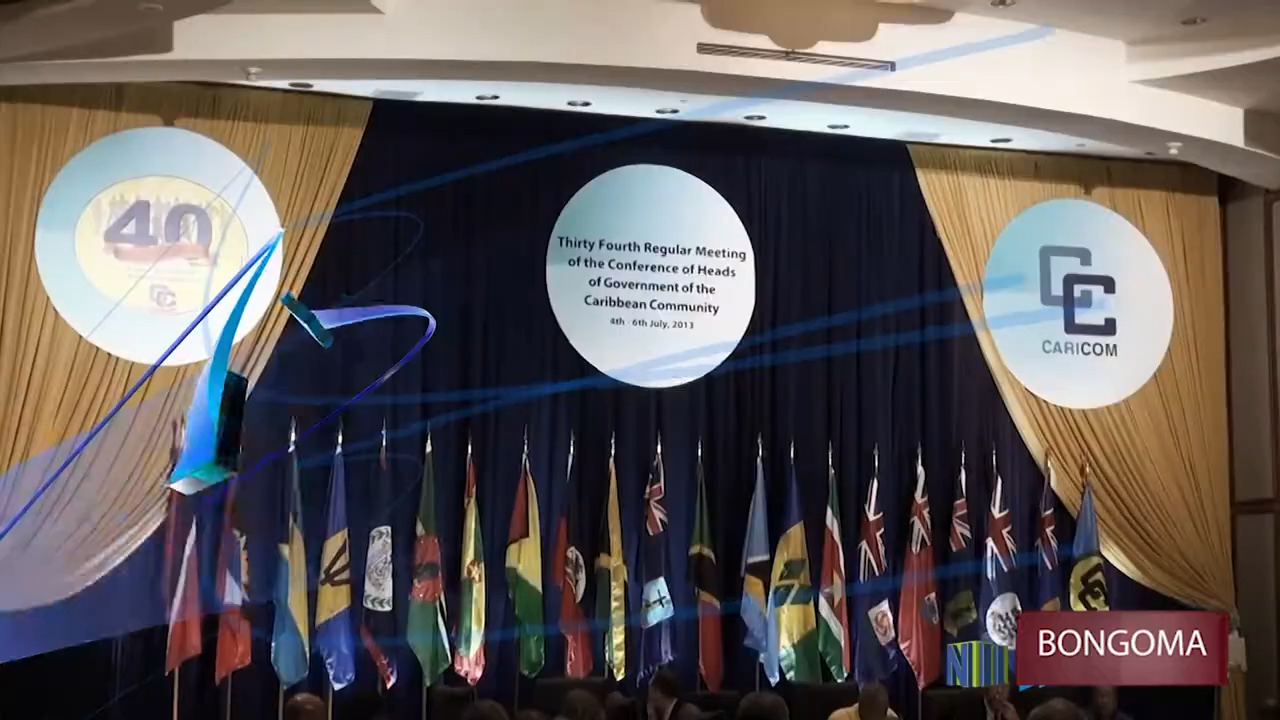 40
Thirty Fourth Regular Meeting
of the Conference of Heads
of Government of the
Caribbean Community
4th - 6th July, 2013
CARICOM
BONGOMA